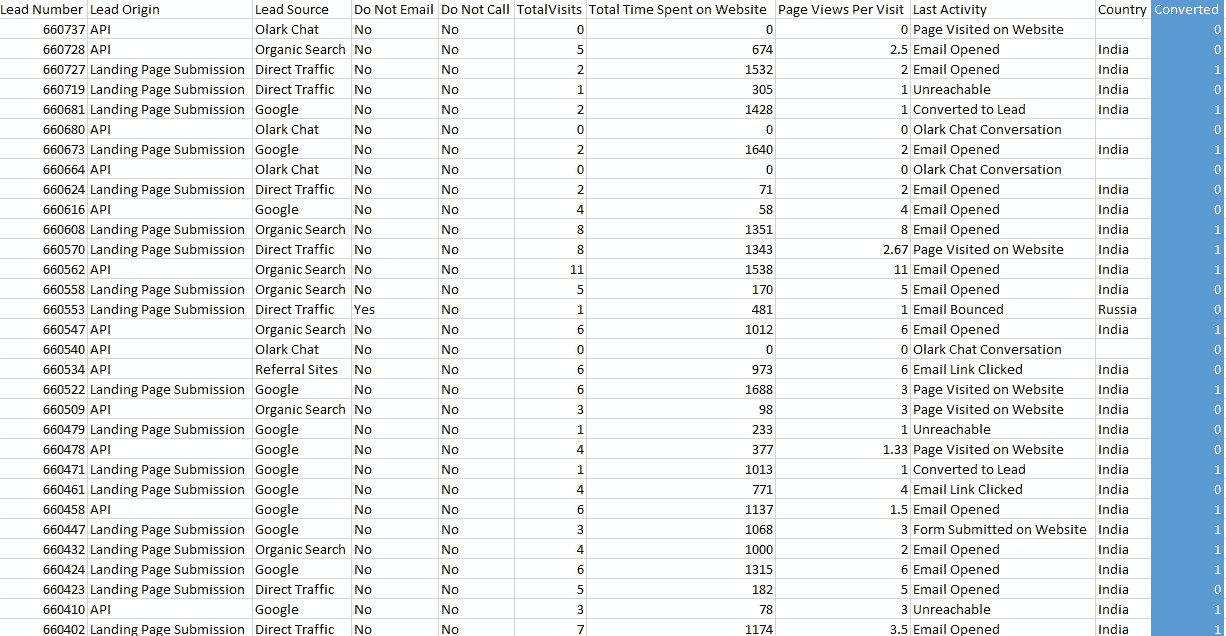 Lead Number Lead Origin Lead Source Do Not Email Do Not Call TotalVisits Total Time Spent on Website Page Views Per Visit Last Activity Country Converted
660737 API Olark Chat No No 0 0 0 Page Visited on Website 0
660728 API Organic Search No No 5 674 2.5 Email Opened India 0
660727 Landing Page Submission Direct Traffic No No 2 1532 2 Email Opened India 1
660719 Landing Page Submission Direct Traffic No No 1 305 1 Unreachable India 0
660681 Landing Page Submission Google No No 2 1428 1 Converted to Lead India 1
660680 API Olark Chat No No 0 0 0 Olark Chat Conversation 0
660673 Landing Page Submission Google No No 2 1640 2 Email Opened India 1
660664 API Olark Chat No No 0 0 0 Olark Chat Conversation 0
660624 Landing Page Submission Direct Traffic No No 2 71 2 Email Opened India 0
660616 API Google No No 4 58 4 Email Opened India 0
660608 Landing Page Submission Organic Search No No 8 1351 8 Email Opened India 1
660570 Landing Page Submission Direct Traffic No No 8 1343 2.67 Page Visited on Website India 1
660562 API Organic Search No No 11 1538 11 Email Opened India 1
660558 Landing Page Submission Organic Search No No 5 170 5 Email Opened India 0
660553 Landing Page Submission Direct Traffic Yes No 1 481 1 Email Bounced Russia 0
660547 API Organic Search No No 6 1012 6 Email Opened India 1
660540 API Olark Chat No No 0 0 0 Olark Chat Conversation 0
660534 API Referral Sites No No 6 973 6 Email Link Clicked India 0
660522 Landing Page Submission Google No No 6 1688 3 Page Visited on Website India 1
660509 API Organic Search No No 3 98 3 Page Visited on Website India 0
660479 Landing Page Submission Google No No 1 233 1 Unreachable India 0
660478 API Google No No 4 377 1.33 Page Visited on Website India 0
660471 Landing Page Submission Google No No 1 1013 1 Converted to Lead India 1
660461 Landing Page Submission Google No No 4 771 4 Email Link Clicked India 0
660458 API Google No No 6 1137 1.5 Email Opened India 1
660447 Landing Page Submission Google No No 3 1068 3 Form Submitted on Website India 1
660432 Landing Page Submission Organic Search No No 4 1000 2 Email Opened India 1
660424 Landing Page Submission Google No No 6 1315 6 Email Opened India 1
660423 Landing Page Submission Direct Traffic No No 5 182 5 Email Opened India 0
660410 API Google No No 3 78 3 Unreachable India 1
660402 Landing Page Submission Direct Traffic No No 7 1174 3.5 Email Opened India 1